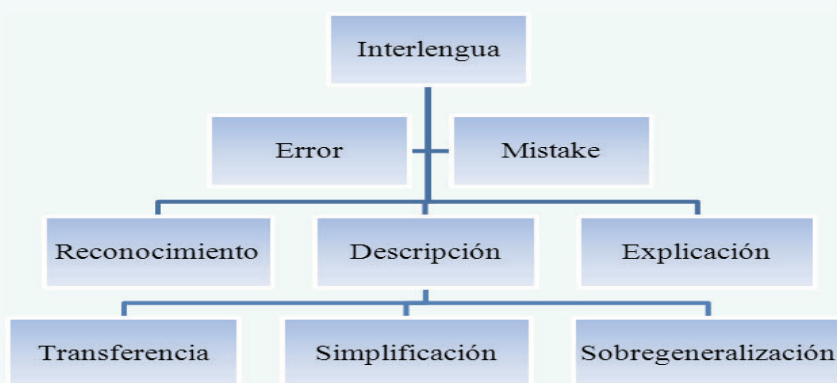 Interlengua
Error
Mistake
Reconocimiento
Descripción
Explicación
Transferencia
Simplificación
Sobregeneralización